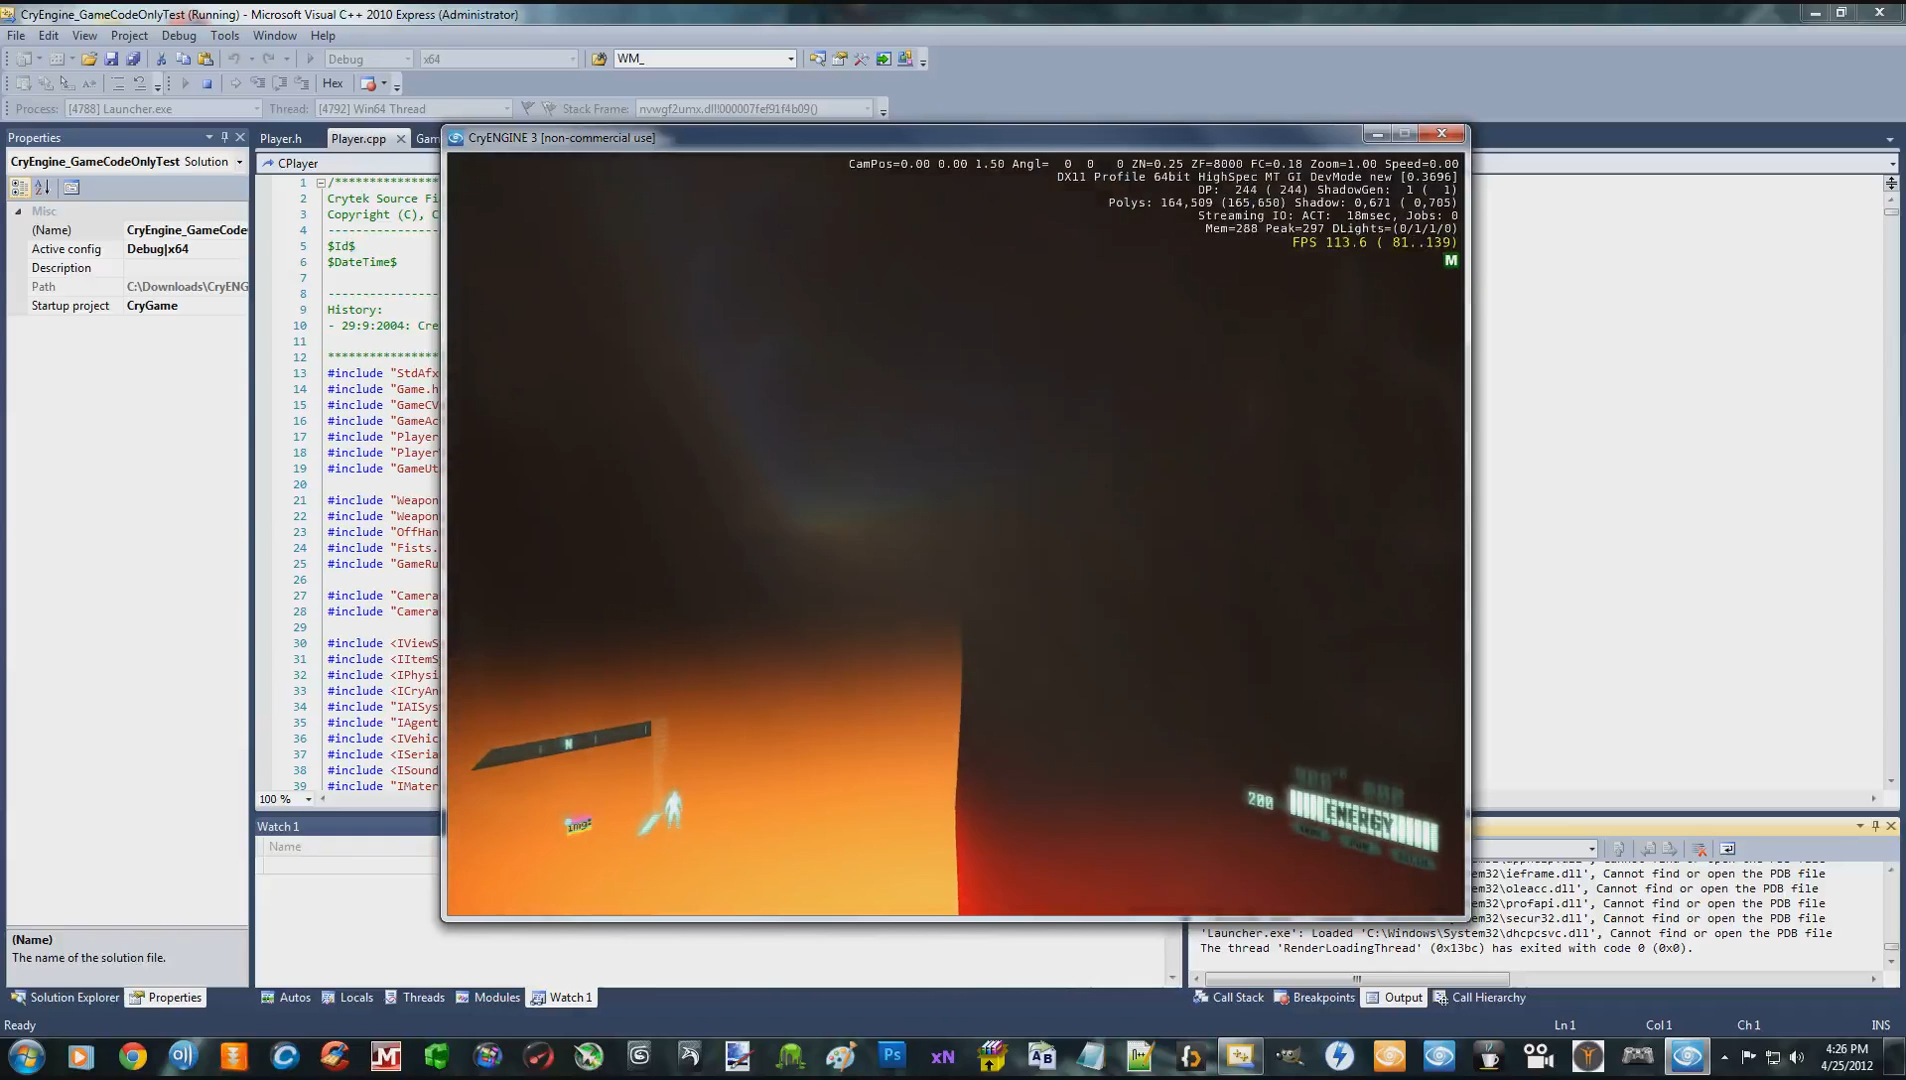 CryEngine_GameCodeOnlyTest (Running) - Microsoft Visual C++ 2010 Express (Administrator)
File Edit View Project Debug Tools Window Help
Debug x64 WM_
Hex
Process: [4788] Launcher.exe Thread: [4792] Win64 Thread Stack Frame: nvwgf2umx.dll!000007fef91f4b09()
Properties
CryEngine_GameCodeOnlyTest Solution
Misc
(Name) CryEngine_GameCode
Active config Debug|x64
Description
Path C:\Downloads\CryENG
Startup project CryGame
(Name)
The name of the solution file.
Solution Explorer Properties
Player.h Player.cpp Gam
CPlayer
1 /****************
2 Crytek Source Fi
3 Copyright (C), C
4 ----------------
5 $Id$
6 $DateTime$
7
8 ----------------
9 History:
10 - 29:9:2004: Cre
11
12 ****************
13 #include "StdAfx
14 #include "Game.h
15 #include "GameCV
16 #include "GameAc
17 #include "Player
18 #include "Player
19 #include "GameUt
20
21 #include "Weapon
22 #include "Weapon
23 #include "OffHan
24 #include "Fists.
25 #include "GameRu
26
27 #include "Camera
28 #include "Camera
29
30 #include <IViewS
31 #include <IItemS
32 #include <IPhysi
33 #include <ICryAn
34 #include "IAISys
35 #include <IAgent
36 #include <IVehic
37 #include <ISeria
38 #include <ISound
39 #include "IMater
100 %
CryENGINE 3 [non-commercial use]
CamPos=0.00 0.00 1.50 Angl= 0 0 0 ZN=0.25 ZF=8000 FC=0.18 Zoom=1.00 Speed=0.00
DX11 Profile 64bit HighSpec MT GI DevMode new [0.3696]
DP: 244 ( 244) ShadowGen: 1 ( 1)
Polys: 164,509 (165,650) Shadow: 0,671 ( 0,705)
Streaming IO: ACT: 18msec, Jobs: 0
Mem=288 Peak=297 DLights=(0/1/1/0)
FPS 113.6 ( 81..139)
M
N
img
200 ENERGY
Watch 1
Name
Autos Locals Threads Modules Watch 1
em32\ieframe.dll', Cannot find or open the PDB file
em32\oleacc.dll', Cannot find or open the PDB file
em32\profapi.dll', Cannot find or open the PDB file
em32\secur32.dll', Cannot find or open the PDB file
'Launcher.exe': Loaded 'C:\Windows\System32\dhcpcsvc.dll', Cannot find or open the PDB file
The thread 'RenderLoadingThread' (0x13bc) has exited with code 0 (0x0).
Call Stack Breakpoints Output Call Hierarchy
Ready Ln 1 Col 1 Ch 1 INS
Ps xN AB
4:26 PM
4/25/2012